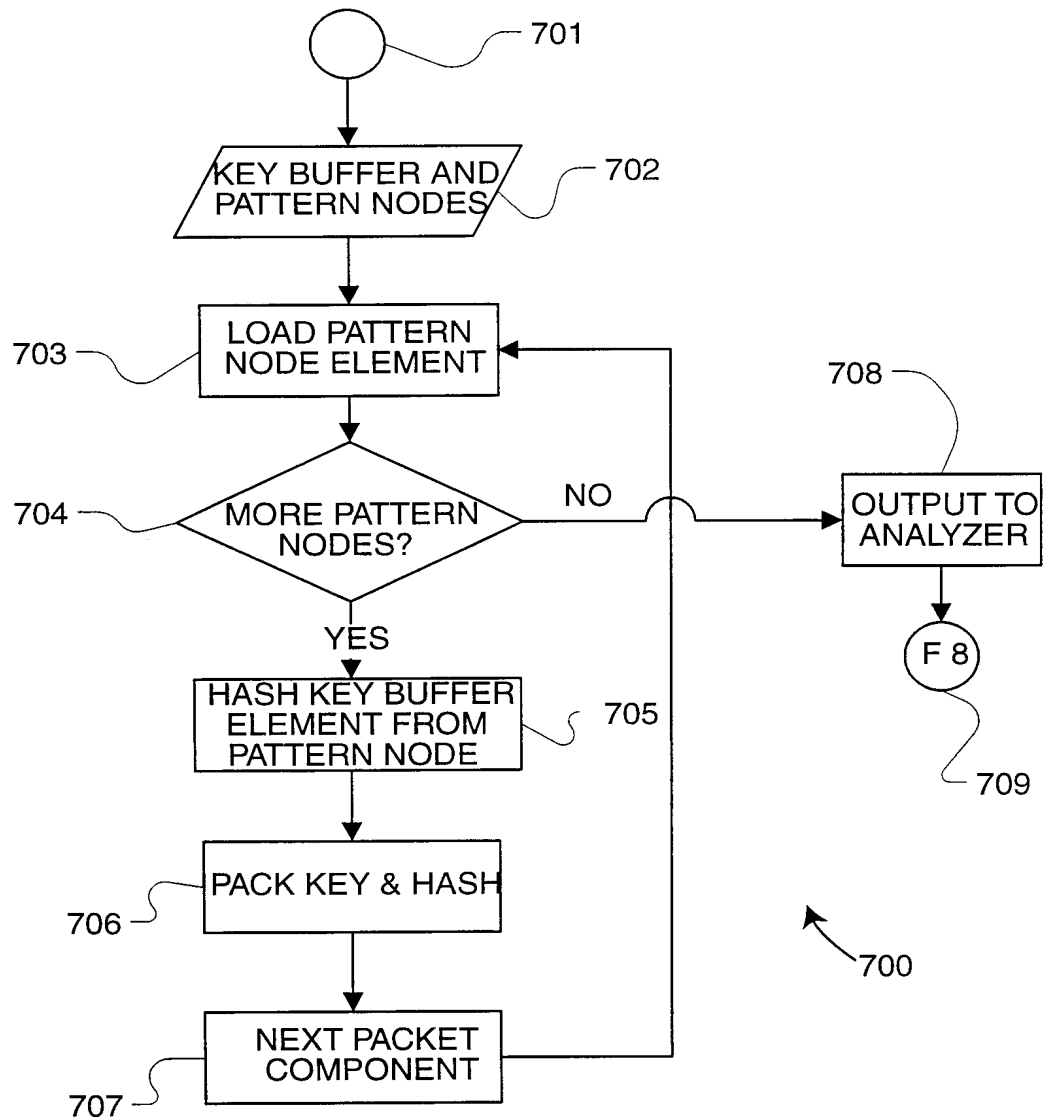 701
KEY BUFFER AND
PATTERN NODES
702
LOAD PATTERN
NODE ELEMENT
703
708
704
MORE PATTERN
NODES?
NO
OUTPUT TO
ANALYZER
YES
F 8
HASH KEY BUFFER
ELEMENT FROM
PATTERN NODE
705
709
PACK KEY & HASH
706
700
NEXT PACKET
COMPONENT
707